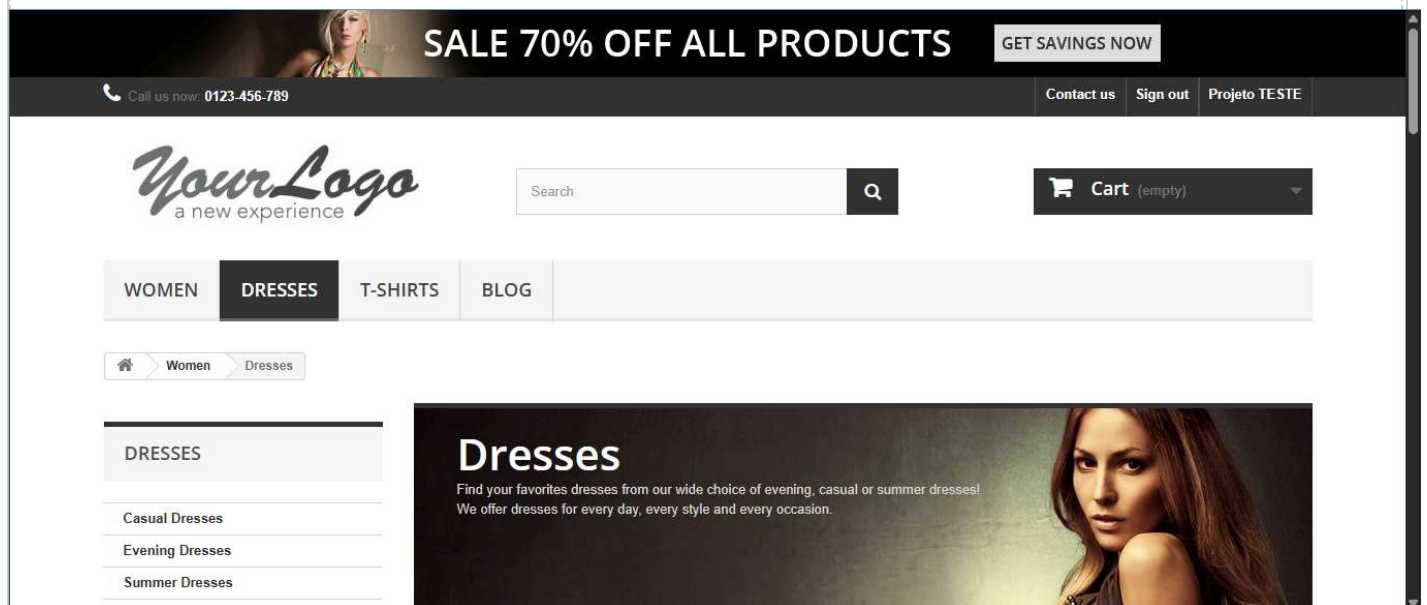 SALE 70% OFF ALL PRODUCTS GET SAVINGS NOW
Call us now: 0123-456-789 Contact us Sign out Projeto TESTE
YourLogo
a new experience
Search
Cart (empty)
WOMEN DRESSES T-SHIRTS BLOG
Women Dresses
DRESSES
Casual Dresses
Evening Dresses
Summer Dresses
Dresses
Find your favorites dresses from our wide choice of evening, casual or summer dresses!
We offer dresses for every day, every style and every occasion.